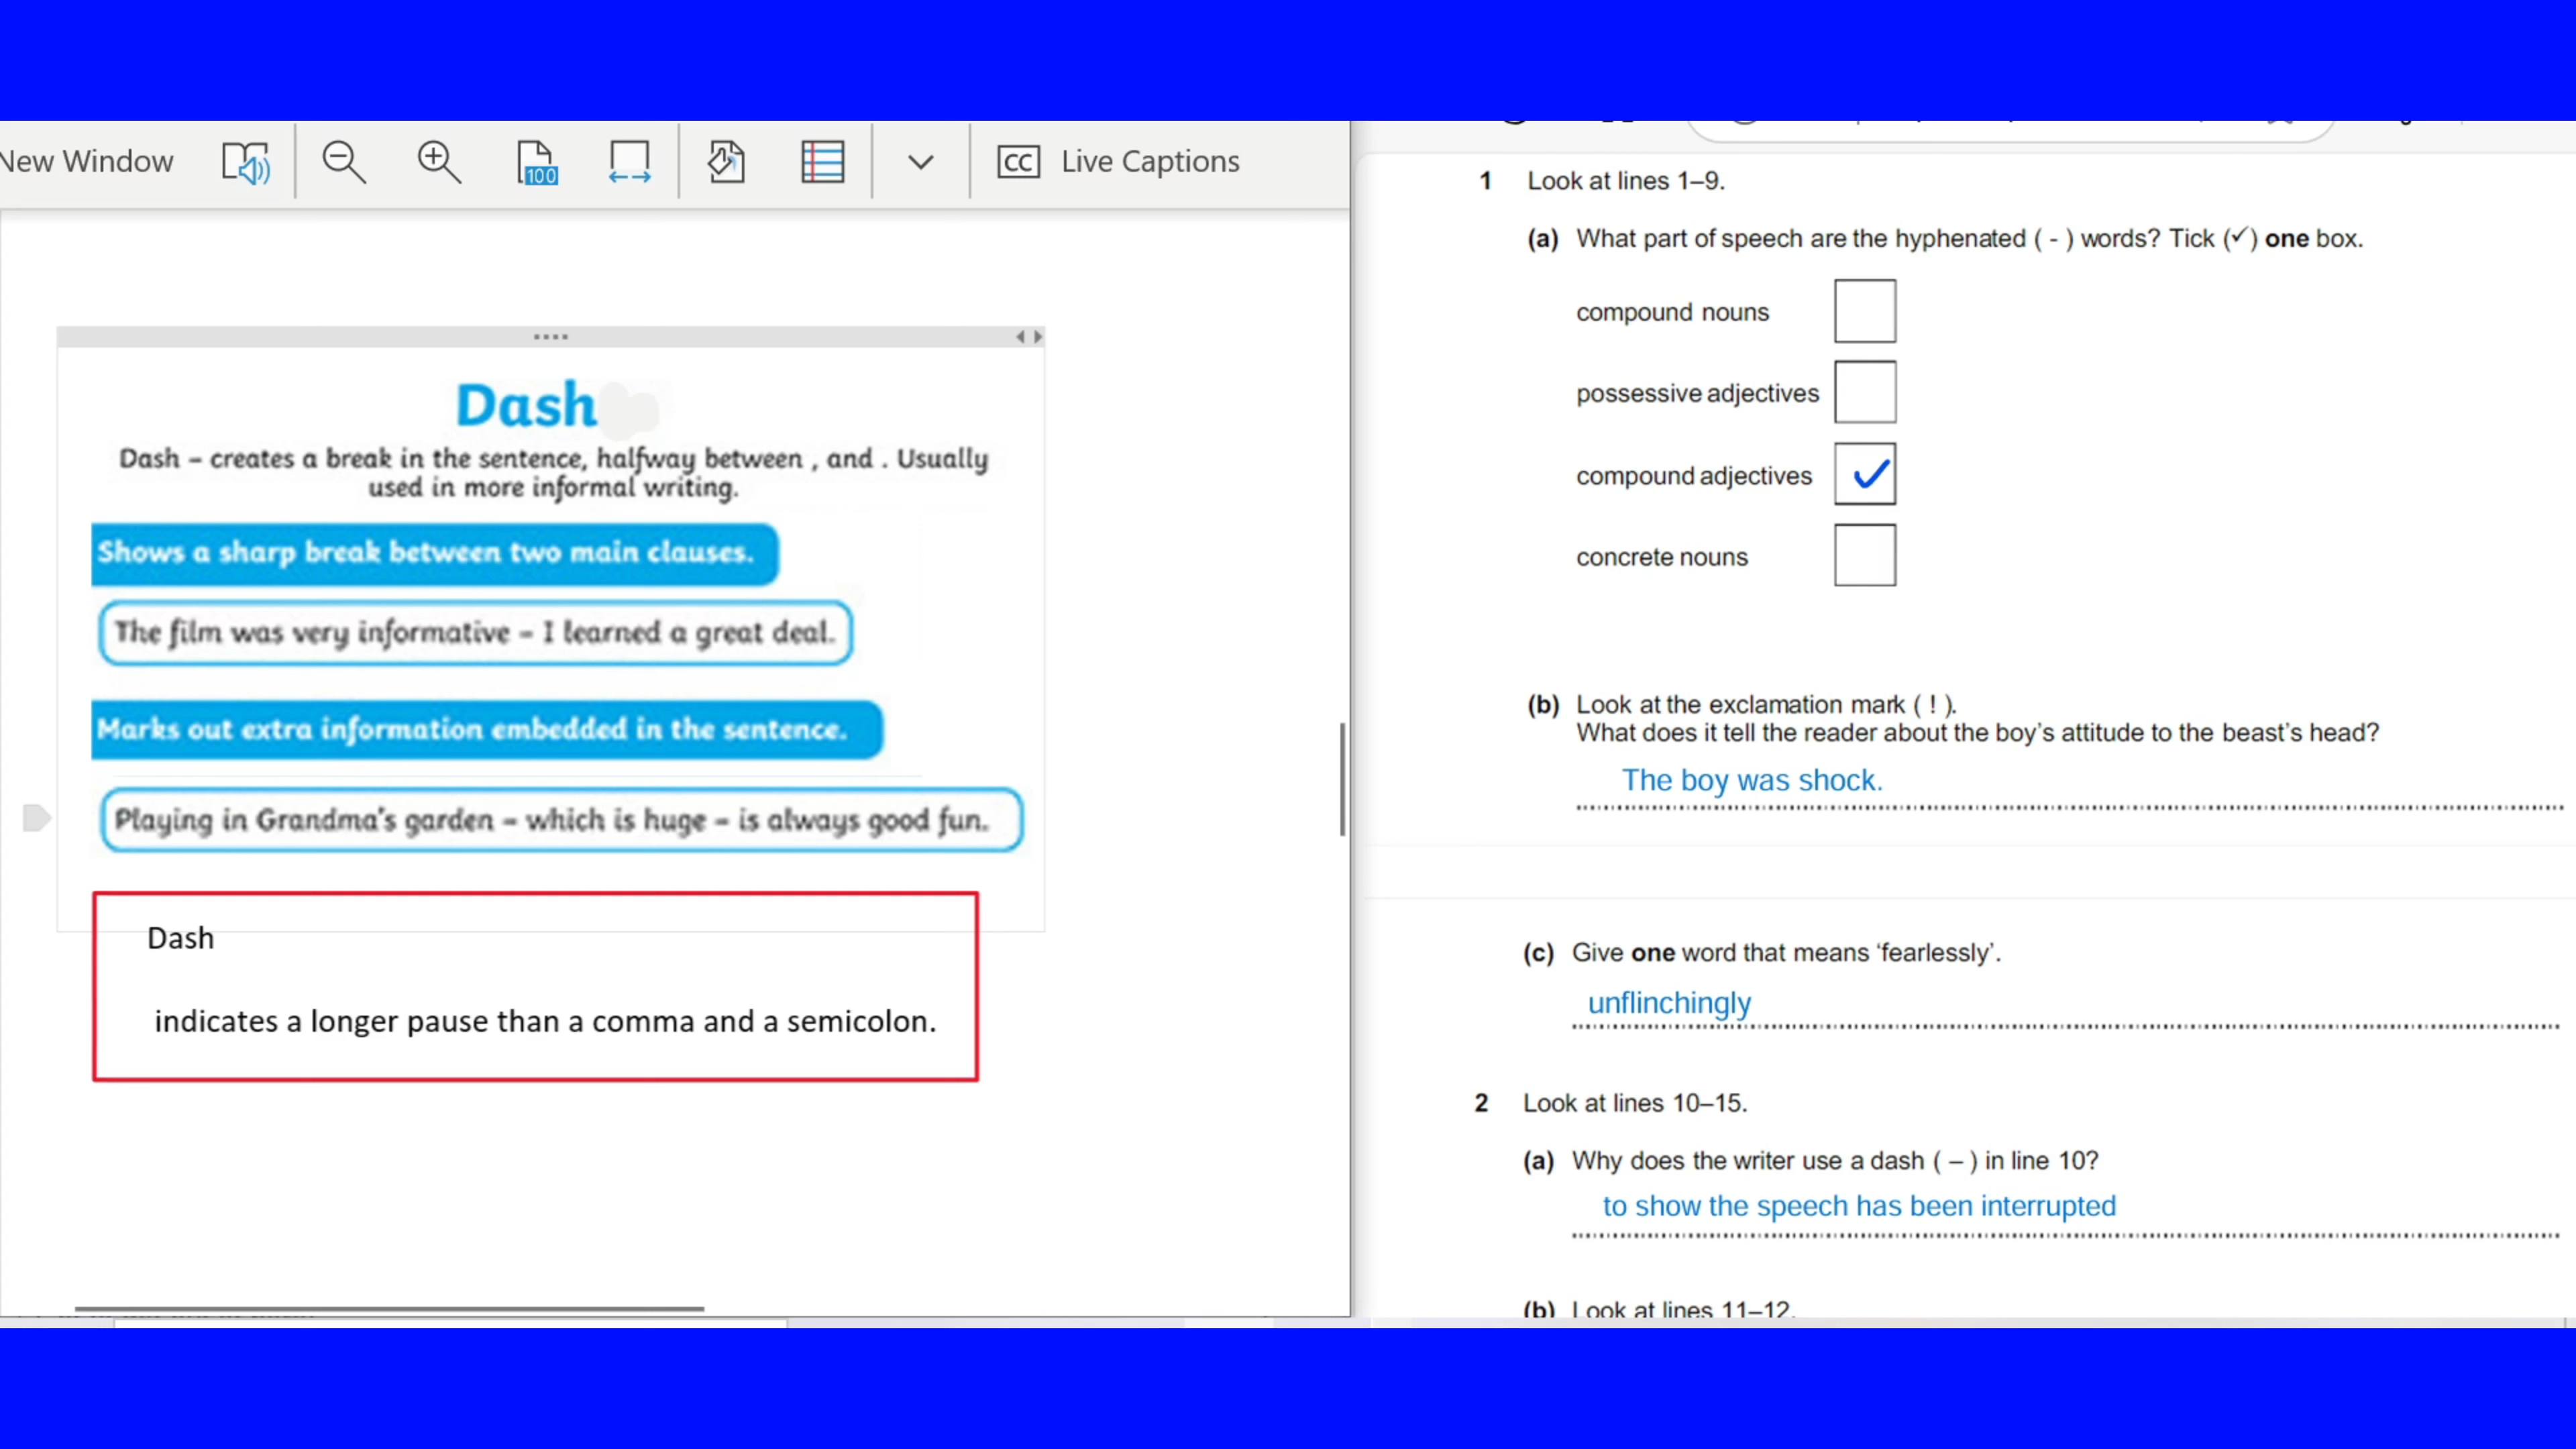 New Window
100
CC Live Captions
Dash
Dash – creates a break in the sentence, halfway between , and . Usually
used in more informal writing.
Shows a sharp break between two main clauses.
The film was very informative – I learned a great deal.
Marks out extra information embedded in the sentence.
Playing in Grandma's garden – which is huge – is always good fun.
Dash
indicates a longer pause than a comma and a semicolon.
1 Look at lines 1–9.
(a) What part of speech are the hyphenated ( - ) words? Tick (✓) one box.
compound nouns
possessive adjectives
compound adjectives ✓
concrete nouns
(b) Look at the exclamation mark ( ! ).
What does it tell the reader about the boy's attitude to the beast's head?
The boy was shock.
(c) Give one word that means ‘fearlessly’.
unflinchingly
2 Look at lines 10–15.
(a) Why does the writer use a dash ( – ) in line 10?
to show the speech has been interrupted
(b) Look at lines 11–12.